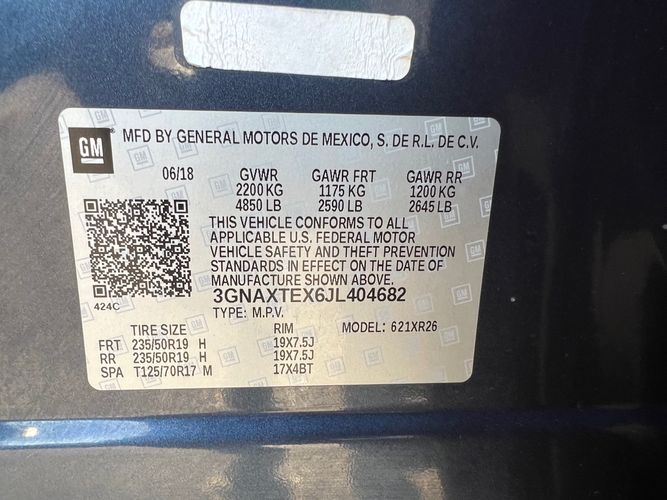 GM
MFD BY GENERAL MOTORS DE MEXICO, S. DE R.L. DE C.V.
06/18 GVWR GAWR FRT GAWR RR
2200 KG 1175 KG 1200 KG
4850 LB 2590 LB 2645 LB
THIS VEHICLE CONFORMS TO ALL
APPLICABLE U.S. FEDERAL MOTOR
VEHICLE SAFETY AND THEFT PREVENTION
STANDARDS IN EFFECT ON THE DATE OF
MANUFACTURE SHOWN ABOVE.
424C
3GNAXTEX6JL404682
TYPE: M.P.V.
TIRE SIZE RIM MODEL: 621XR26
FRT 235/50R19 H 19X7.5J
RR 235/50R19 H 19X7.5J
SPA T125/70R17 M 17X4BT